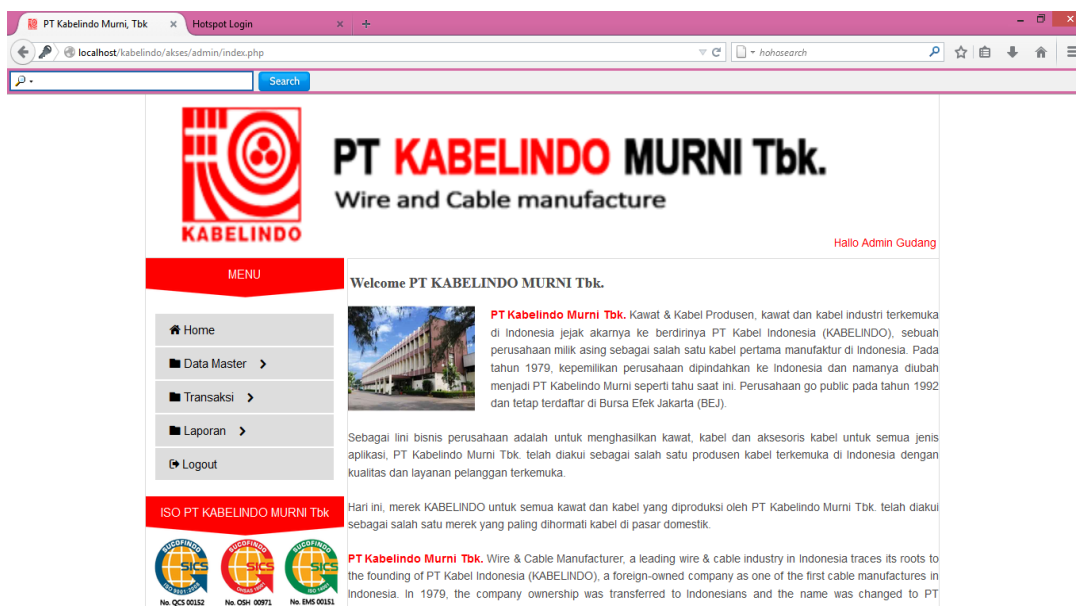 PT Kabelindo Murni, Tbk
Hotspot Login
localhost/kabelindo/akses/admin/index.php
hohosearch
Search
KABELINDO
PT KABELINDO MURNI Tbk.
Wire and Cable manufacture
Hallo Admin Gudang
MENU
Home
Data Master
Transaksi
Laporan
Logout
ISO PT KABELINDO MURNI Tbk
SUCOFINDO
SICS
ISO 9001:2008
No. QCS 00152
SUCOFINDO
SICS
OHSAS 18001
No. OSH 00971
SUCOFINDO
SICS
No. EMS 00151
Welcome PT KABELINDO MURNI Tbk.
PT Kabelindo Murni Tbk. Kawat & Kabel Produsen, kawat dan kabel industri terkemuka
di Indonesia jejak akarnya ke berdirinya PT Kabel Indonesia (KABELINDO), sebuah
perusahaan milik asing sebagai salah satu kabel pertama manufaktur di Indonesia. Pada
tahun 1979, kepemilikan perusahaan dipindahkan ke Indonesia dan namanya diubah
menjadi PT Kabelindo Murni seperti tahu saat ini. Perusahaan go public pada tahun 1992
dan tetap terdaftar di Bursa Efek Jakarta (BEJ).
Sebagai lini bisnis perusahaan adalah untuk menghasilkan kawat, kabel dan aksesoris kabel untuk semua jenis
aplikasi, PT Kabelindo Murni Tbk. telah diakui sebagai salah satu produsen kabel terkemuka di Indonesia dengan
kualitas dan layanan pelanggan terkemuka.
Hari ini, merek KABELINDO untuk semua kawat dan kabel yang diproduksi oleh PT Kabelindo Murni Tbk. telah diakui
sebagai salah satu merek yang paling dihormati kabel di pasar domestik.
PT Kabelindo Murni Tbk. Wire & Cable Manufacturer, a leading wire & cable industry in Indonesia traces its roots to
the founding of PT Kabel Indonesia (KABELINDO), a foreign-owned company as one of the first cable manufactures in
Indonesia. In 1979, the company ownership was transferred to Indonesians and the name was changed to PT